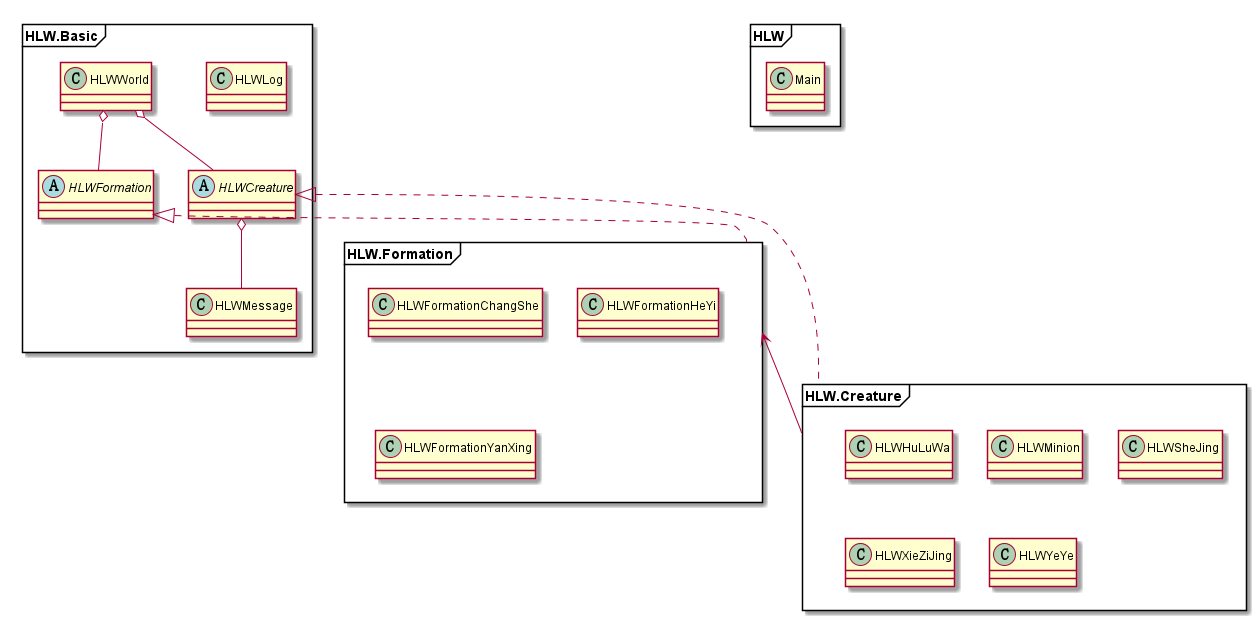 HLW.Basic
C HLWWorld
C HLWLog
A HLWFormation
A HLWCreature
C HLWMessage
HLW
C Main
HLW.Formation
C HLWFormationChangShe
C HLWFormationHeYi
C HLWFormationYanXing
HLW.Creature
C HLWHuLuWa
C HLWMinion
C HLWSheJing
C HLWXieZiJing
C HLWYeYe